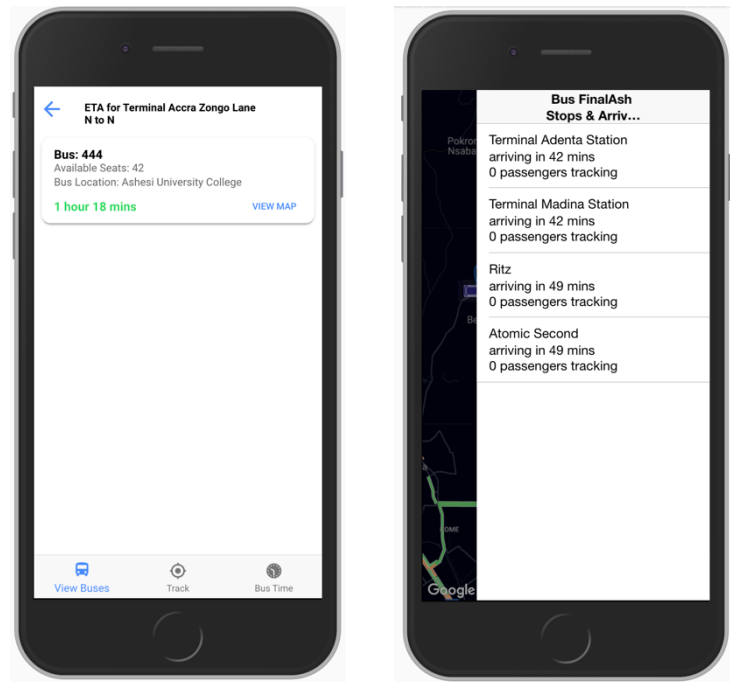 ETA for Terminal Accra Zongo Lane
N to N
Bus: 444
Available Seats: 42
Bus Location: Ashesi University College
1 hour 18 mins
VIEW MAP
View Buses
Track
Bus Time
Bus FinalAsh
Stops & Arriv...
Pokrom
Nsaba
Be
OME
Google
Terminal Adenta Station
arriving in 42 mins
0 passengers tracking
Terminal Madina Station
arriving in 42 mins
0 passengers tracking
Ritz
arriving in 49 mins
0 passengers tracking
Atomic Second
arriving in 49 mins
0 passengers tracking